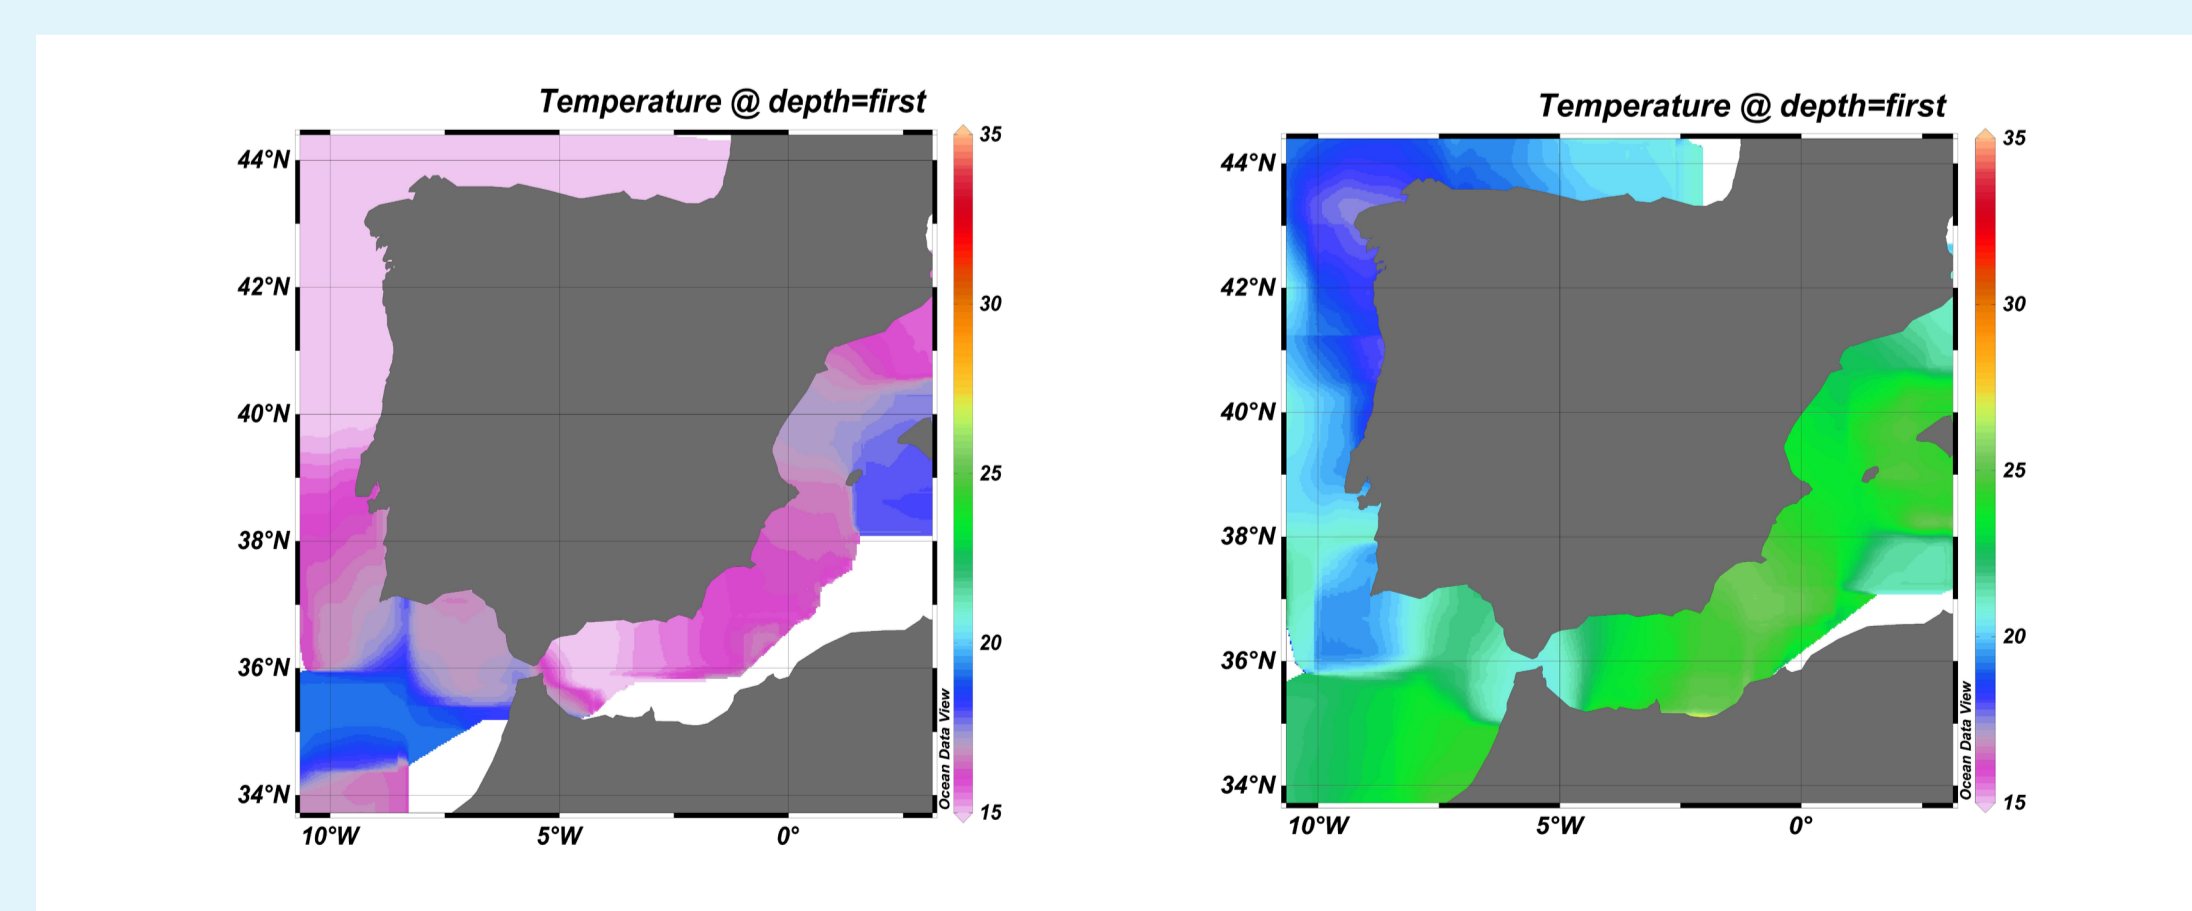 Temperature @ depth=first
44°N
42°N
40°N
38°N
36°N
34°N
10°W
5°W
0°
35
30
25
20
15
Ocean Data View
Temperature @ depth=first
44°N
42°N
40°N
38°N
36°N
34°N
10°W
5°W
0°
35
30
25
20
15
Ocean Data View